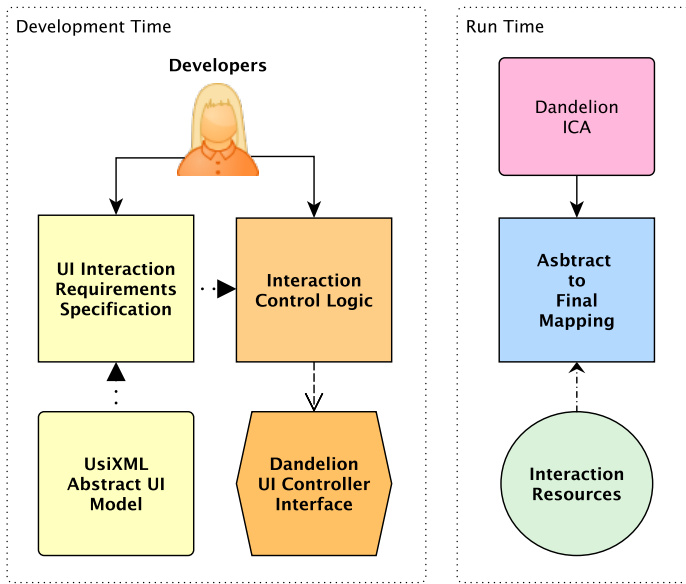 Development Time
Developers
UI Interaction
Requirements
Specification
Interaction
Control Logic
UsiXML
Abstract UI
Model
Dandelion
UI Controller
Interface
Run Time
Dandelion
ICA
Asbtract
to
Final
Mapping
Interaction
Resources